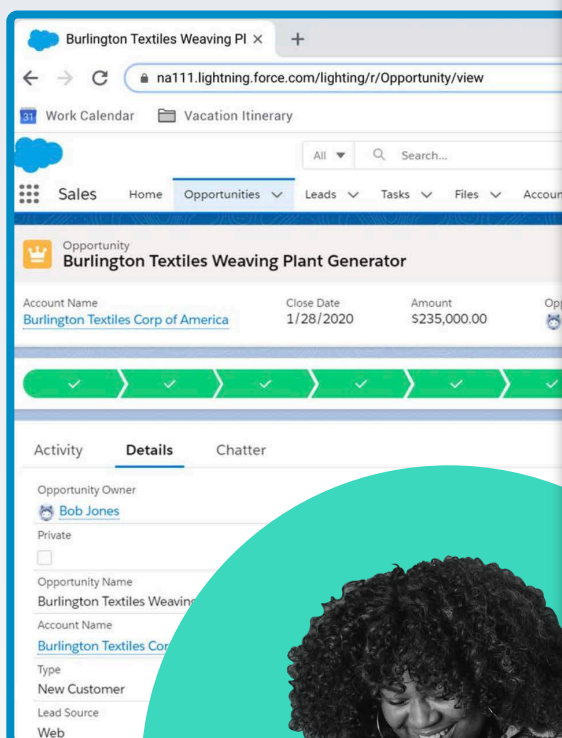 Burlington Textiles Weaving Pl ×
na111.lightning.force.com/lighting/r/Opportunity/view
31 Work Calendar Vacation Itinerary
All Search...
Sales Home Opportunities Leads Tasks Files Accoun
Opportunity
Burlington Textiles Weaving Plant Generator
Account Name Close Date Amount Opp
Burlington Textiles Corp of America 1/28/2020 $235,000.00
Activity Details Chatter
Opportunity Owner
Bob Jones
Private
Opportunity Name
Burlington Textiles Weaving
Account Name
Burlington Textiles Cor
Type
New Customer
Lead Source
Web